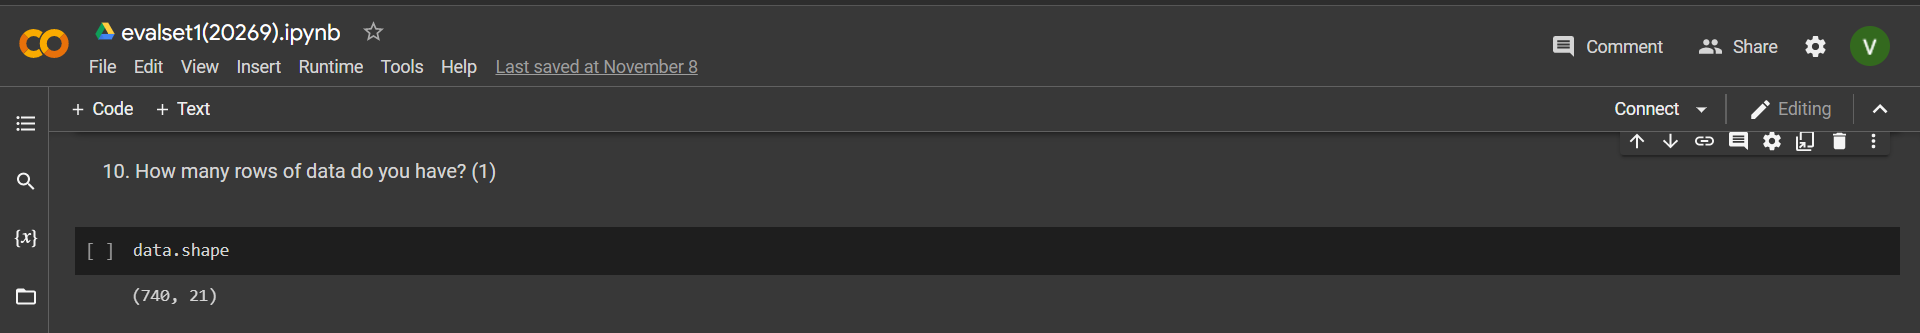 evalset1(20269).ipynb
File Edit View Insert Runtime Tools Help Last saved at November 8
Comment Share V
+ Code + Text
Connect Editing
10. How many rows of data do you have? (1)
{x}
[ ] data.shape
(740, 21)